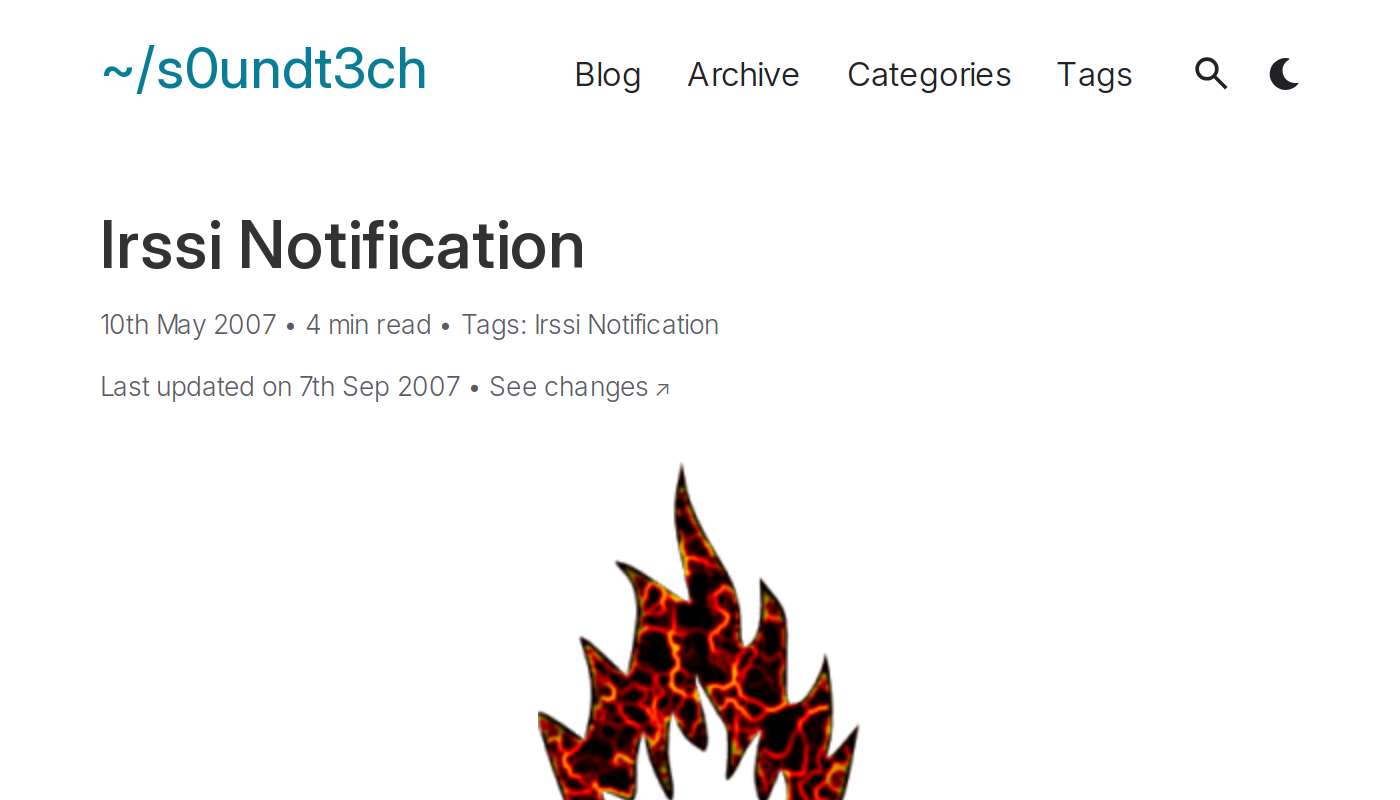 ~/s0undt3ch
Blog Archive Categories Tags
Irssi Notification
10th May 2007 • 4 min read • Tags: Irssi Notification
Last updated on 7th Sep 2007 • See changes ↗